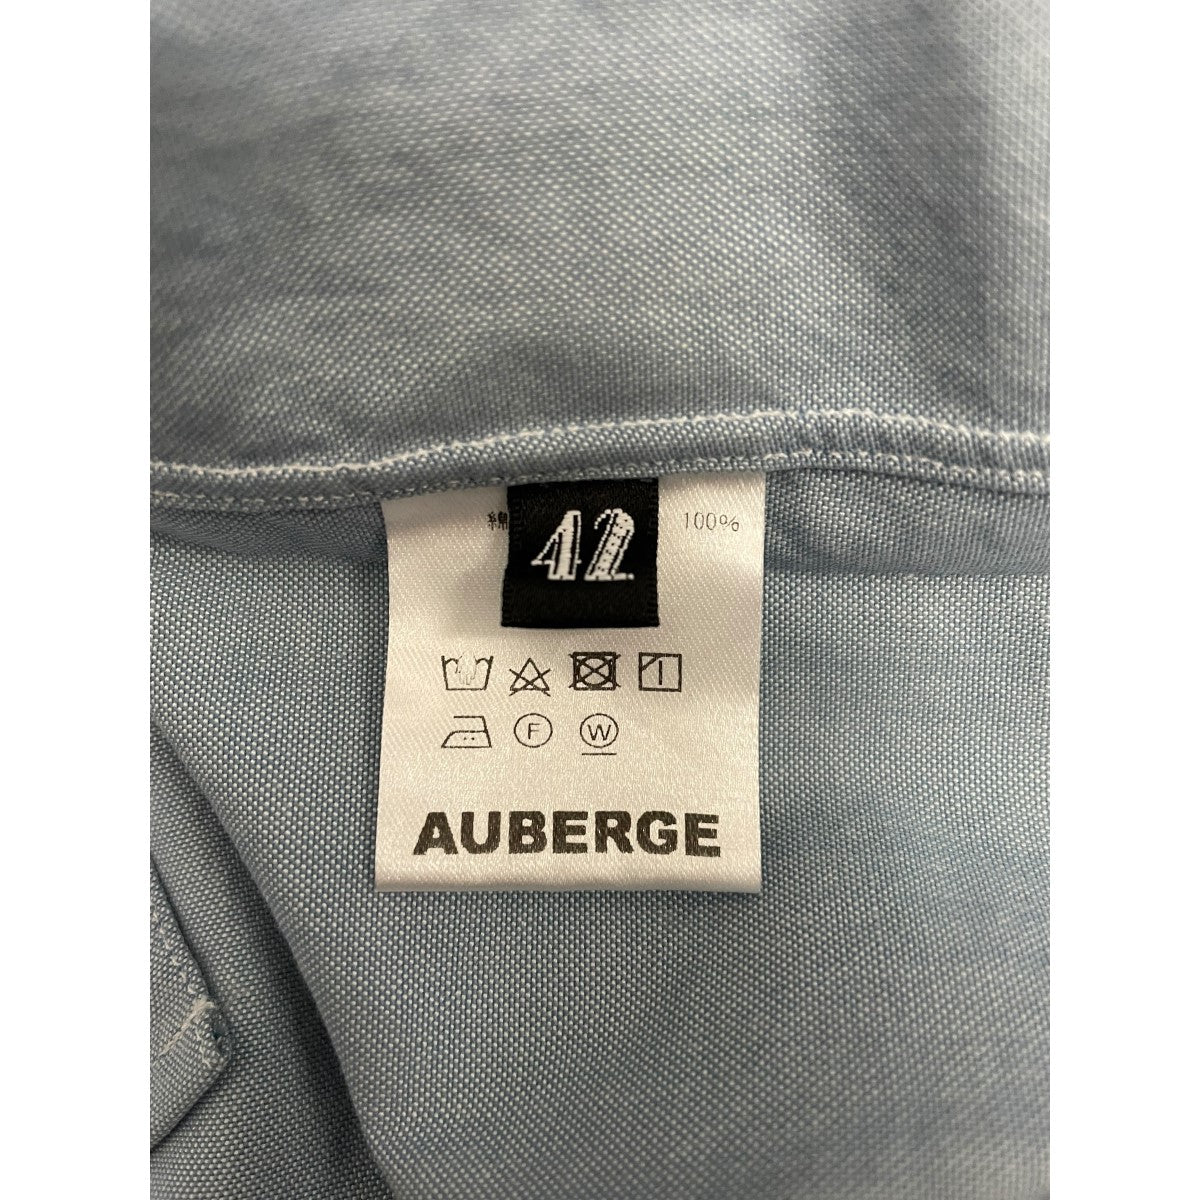 綿 42 100%
F W
AUBERGE